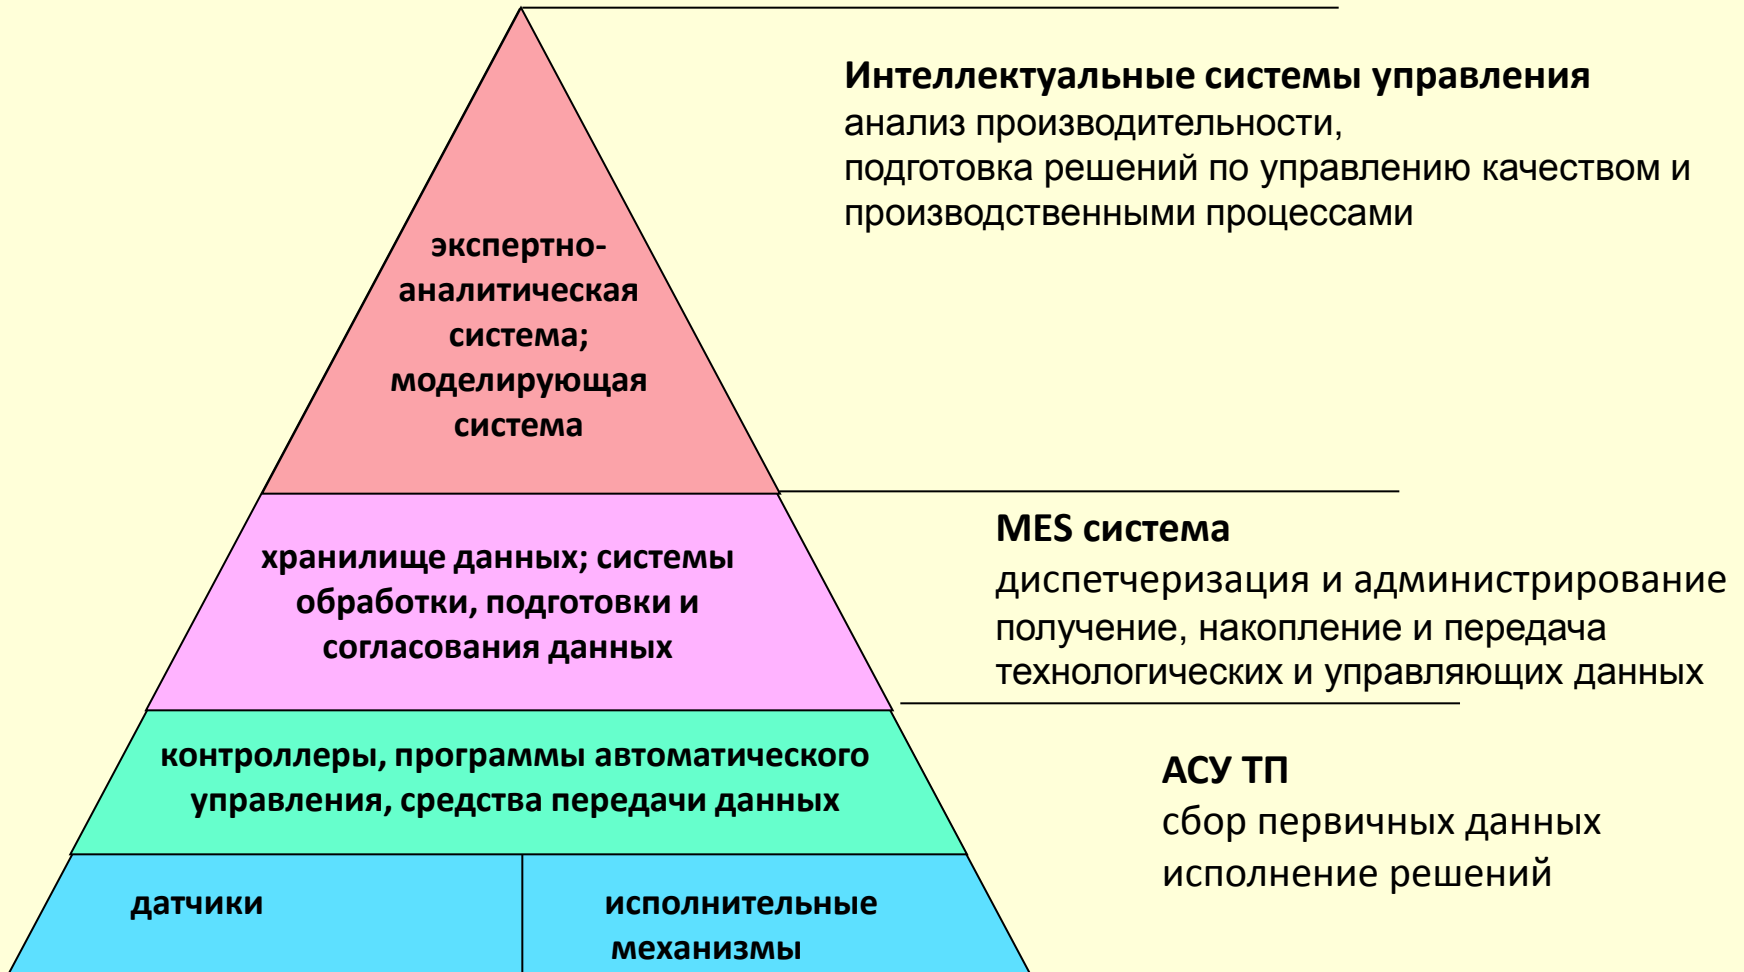 Интеллектуальные системы управления
анализ производительности,
подготовка решений по управлению качеством и
производственными процессами
экспертно-
аналитическая
система;
моделирующая
система
MES система
диспетчеризация и администрирование
получение, накопление и передача
технологических и управляющих данных
хранилище данных; системы
обработки, подготовки и
согласования данных
АСУ ТП
сбор первичных данных
исполнение решений
контроллеры, программы автоматического
управления, средства передачи данных
датчики
исполнительные
механизмы